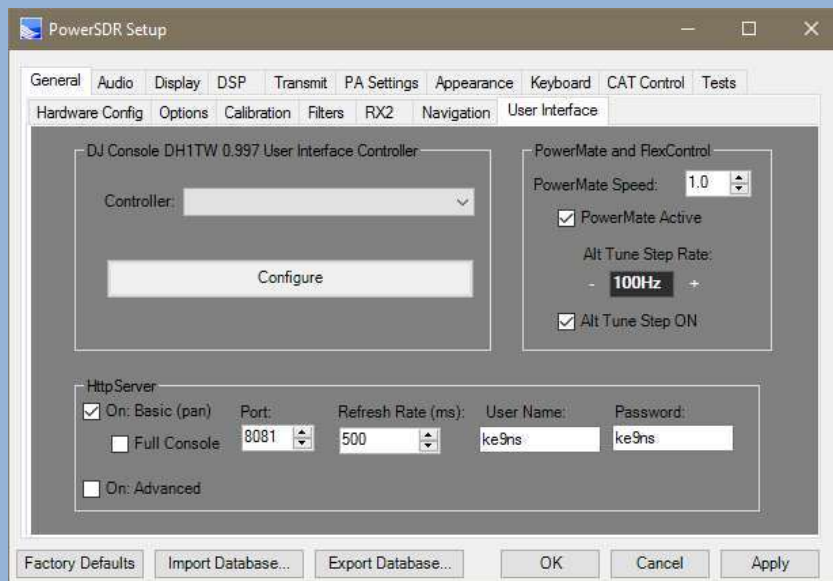 PowerSDR Setup
General Audio Display DSP Transmit PA Settings Appearance Keyboard CAT Control Tests
Hardware Config Options Calibration Filters RX2 Navigation User Interface
DJ Console DH1TW 0.997 User Interface Controller
Controller:
Configure
PowerMate and FlexControl
PowerMate Speed: 1.0
PowerMate Active
Alt Tune Step Rate:
- 100Hz +
Alt Tune Step ON
HttpServer
On: Basic (pan) Port: Refresh Rate (ms): User Name: Password:
Full Console 8081 500 ke9ns ke9ns
On: Advanced
Factory Defaults Import Database... Export Database... OK Cancel Apply